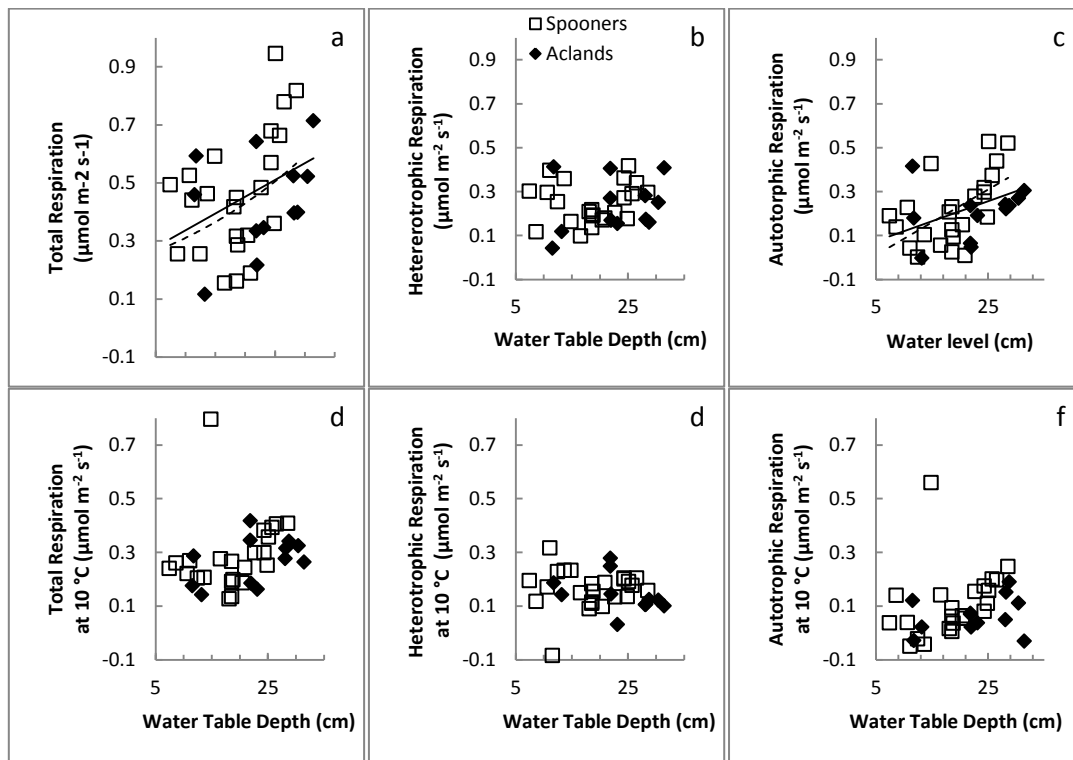 a
Total Respiration
(µmol m-2 s-1)
0.9
0.7
0.5
0.3
0.1
-0.1
5
b
Spooners
Aclands
Hetererotrophic Respiration
(µmol m⁻² s⁻¹)
0.9
0.7
0.5
0.3
0.1
-0.1
5
25
Water Table Depth (cm)
c
Autotorphic Respiration
(µmol m⁻² s⁻¹)
0.9
0.7
0.5
0.3
0.1
-0.1
5
25
Water level (cm)
d
Total Respiration
at 10 °C (µmol m⁻² s⁻¹)
0.7
0.5
0.3
0.1
-0.1
5
25
Water Table Depth (cm)
d
Heterotrophic Respiration
at 10 °C (µmol m⁻² s⁻¹)
0.7
0.5
0.3
0.1
-0.1
5
25
Water Table Depth (cm)
f
Autotrophic Respiration
at 10 °C (µmol m⁻² s⁻¹)
0.7
0.5
0.3
0.1
-0.1
5
25
Water Table Depth (cm)